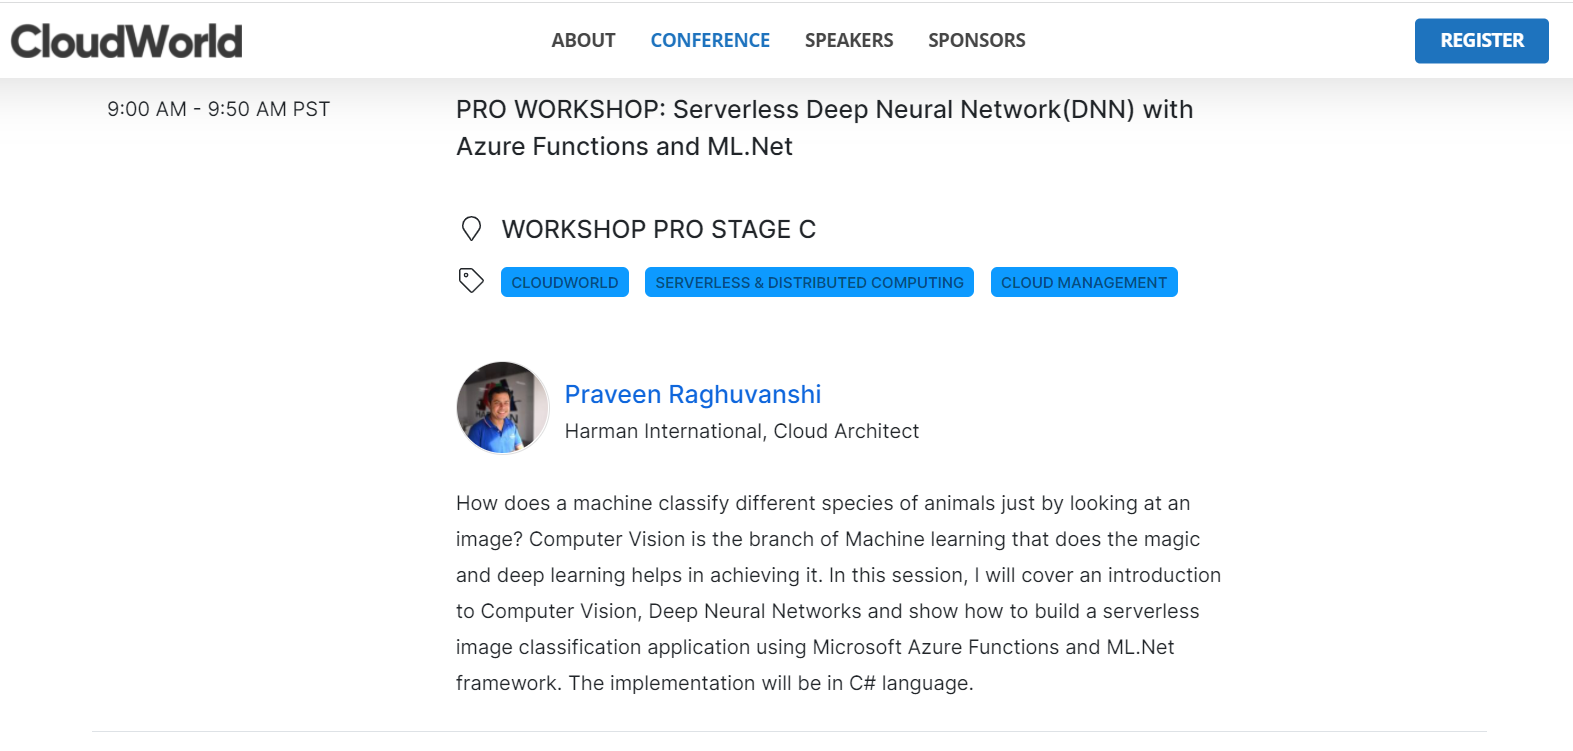 CloudWorld
ABOUT CONFERENCE SPEAKERS SPONSORS
REGISTER
9:00 AM - 9:50 AM PST
PRO WORKSHOP: Serverless Deep Neural Network(DNN) with
Azure Functions and ML.Net
WORKSHOP PRO STAGE C
CLOUDWORLD SERVERLESS & DISTRIBUTED COMPUTING CLOUD MANAGEMENT
Praveen Raghuvanshi
Harman International, Cloud Architect
How does a machine classify different species of animals just by looking at an
image? Computer Vision is the branch of Machine learning that does the magic
and deep learning helps in achieving it. In this session, I will cover an introduction
to Computer Vision, Deep Neural Networks and show how to build a serverless
image classification application using Microsoft Azure Functions and ML.Net
framework. The implementation will be in C# language.